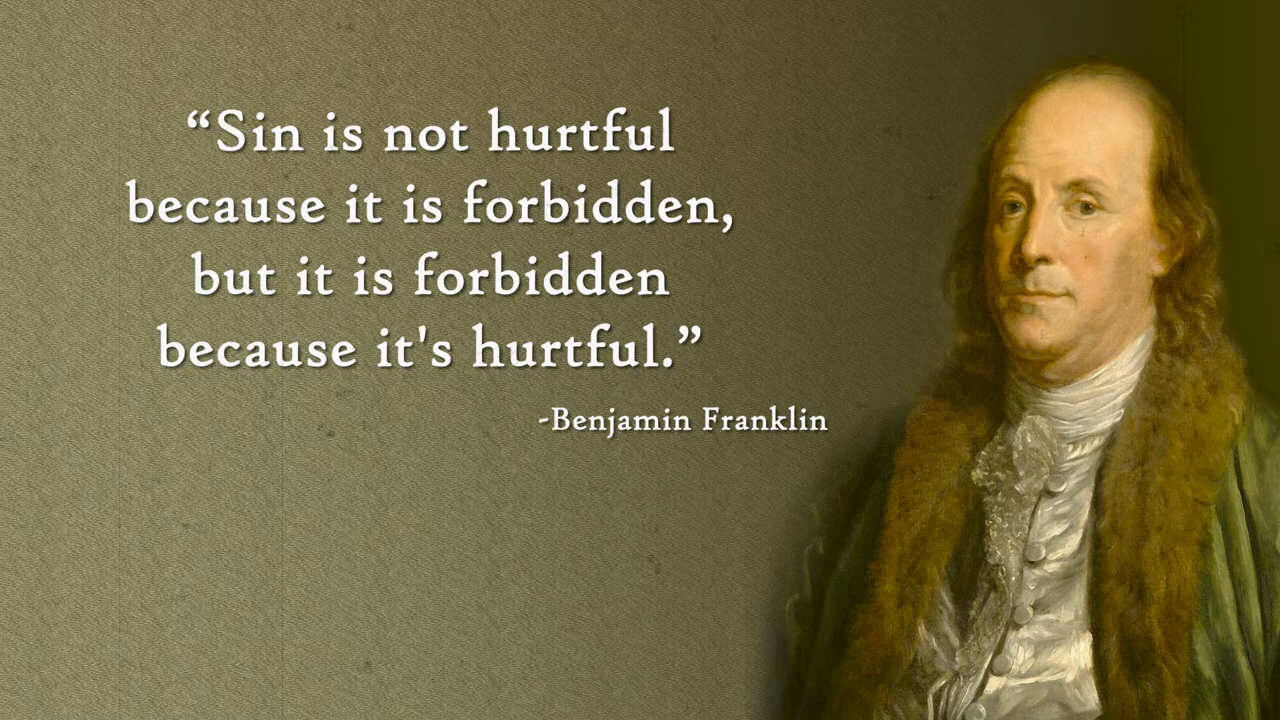 “Sin is not hurtful
because it is forbidden,
but it is forbidden
because it's hurtful.”
-Benjamin Franklin